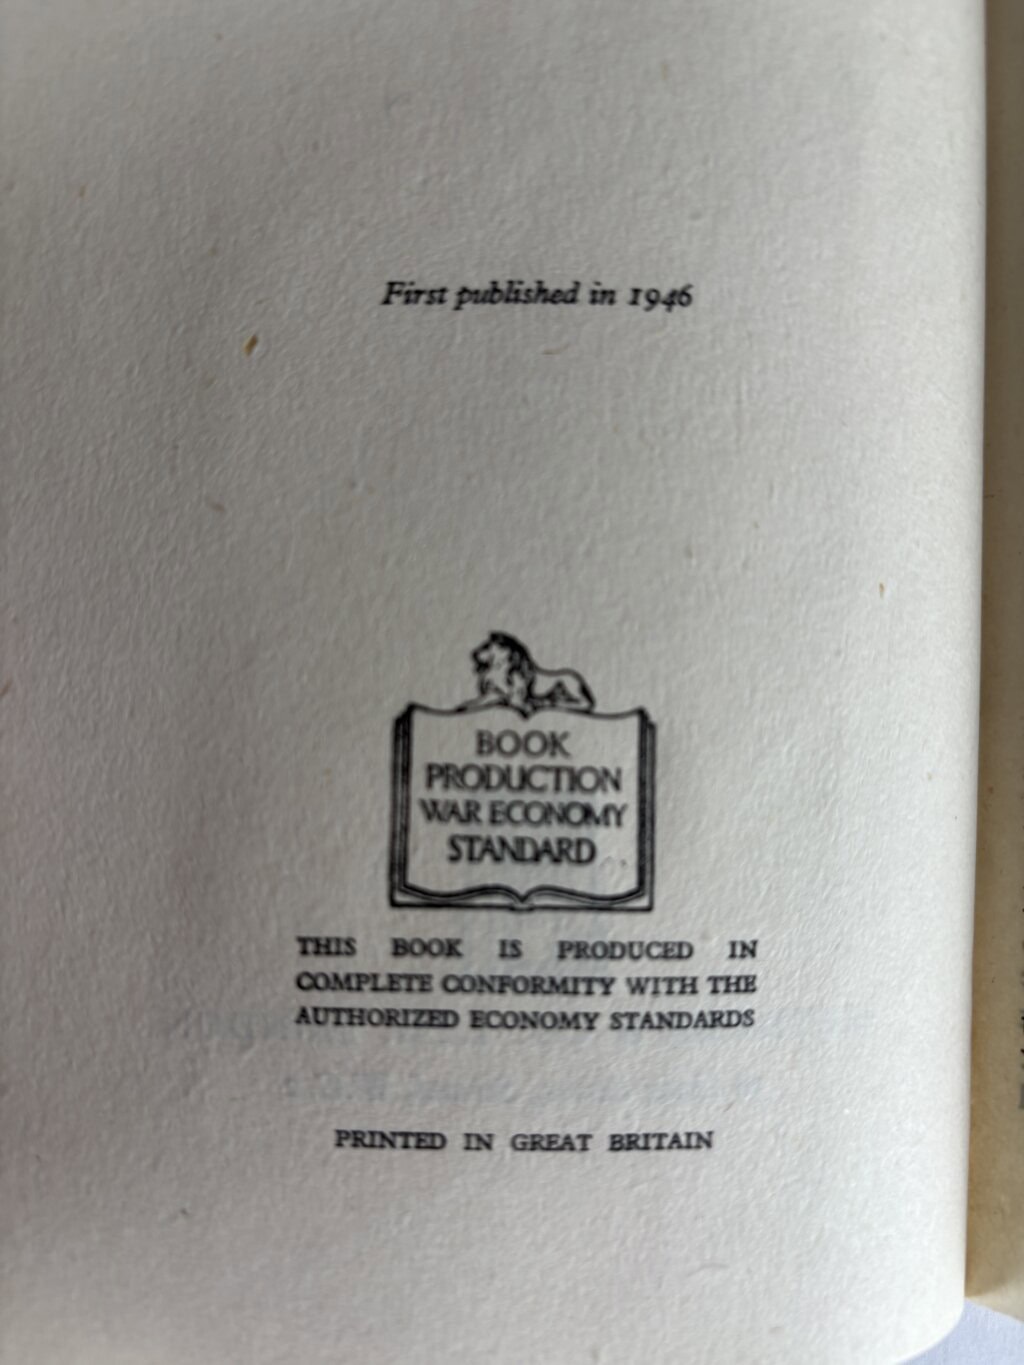 First published in 1946
BOOK
PRODUCTION
WAR ECONOMY
STANDARD
THIS BOOK IS PRODUCED IN
COMPLETE CONFORMITY WITH THE
AUTHORIZED ECONOMY STANDARDS
PRINTED IN GREAT BRITAIN